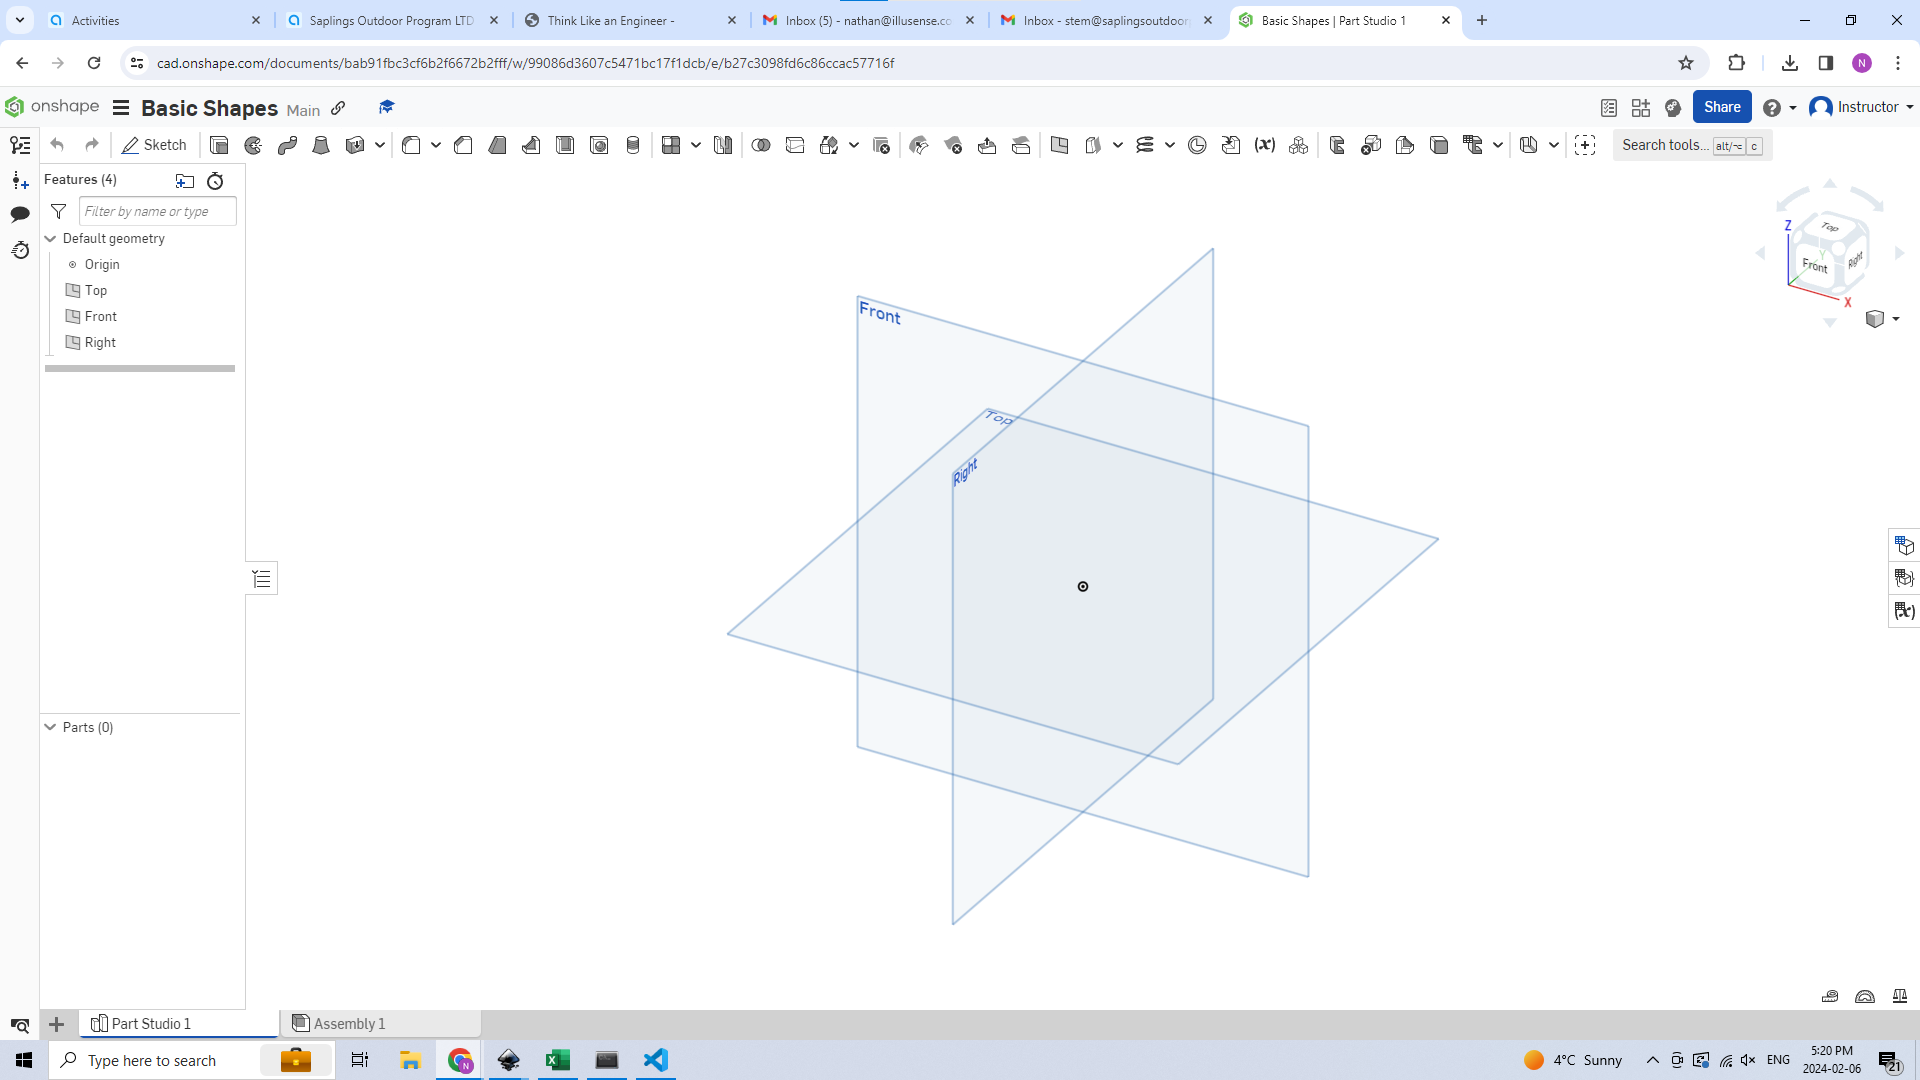 Activities
Saplings Outdoor Program LTD
Think Like an Engineer -
Inbox (5) - nathan@illusense.co
Inbox - stem@saplingsoutdoor
Basic Shapes | Part Studio 1
cad.onshape.com/documents/bab91fbc3cf6b2f6672b2fff/w/99086d3607c5471bc17f1dcb/e/b27c3098fd6c86ccac57716f
N
onshape
Basic Shapes Main
Share
Instructor
Sketch
(x)
Search tools... alt/⌥ c
Features (4)
Filter by name or type
Default geometry
Origin
Top
Front
Right
Parts (0)
Front
Top
Right
Z
Top
Y
Front
Right
X
(x)
Part Studio 1
Assembly 1
Type here to search
N
4°C Sunny
ENG
5:20 PM
2024-02-06
21